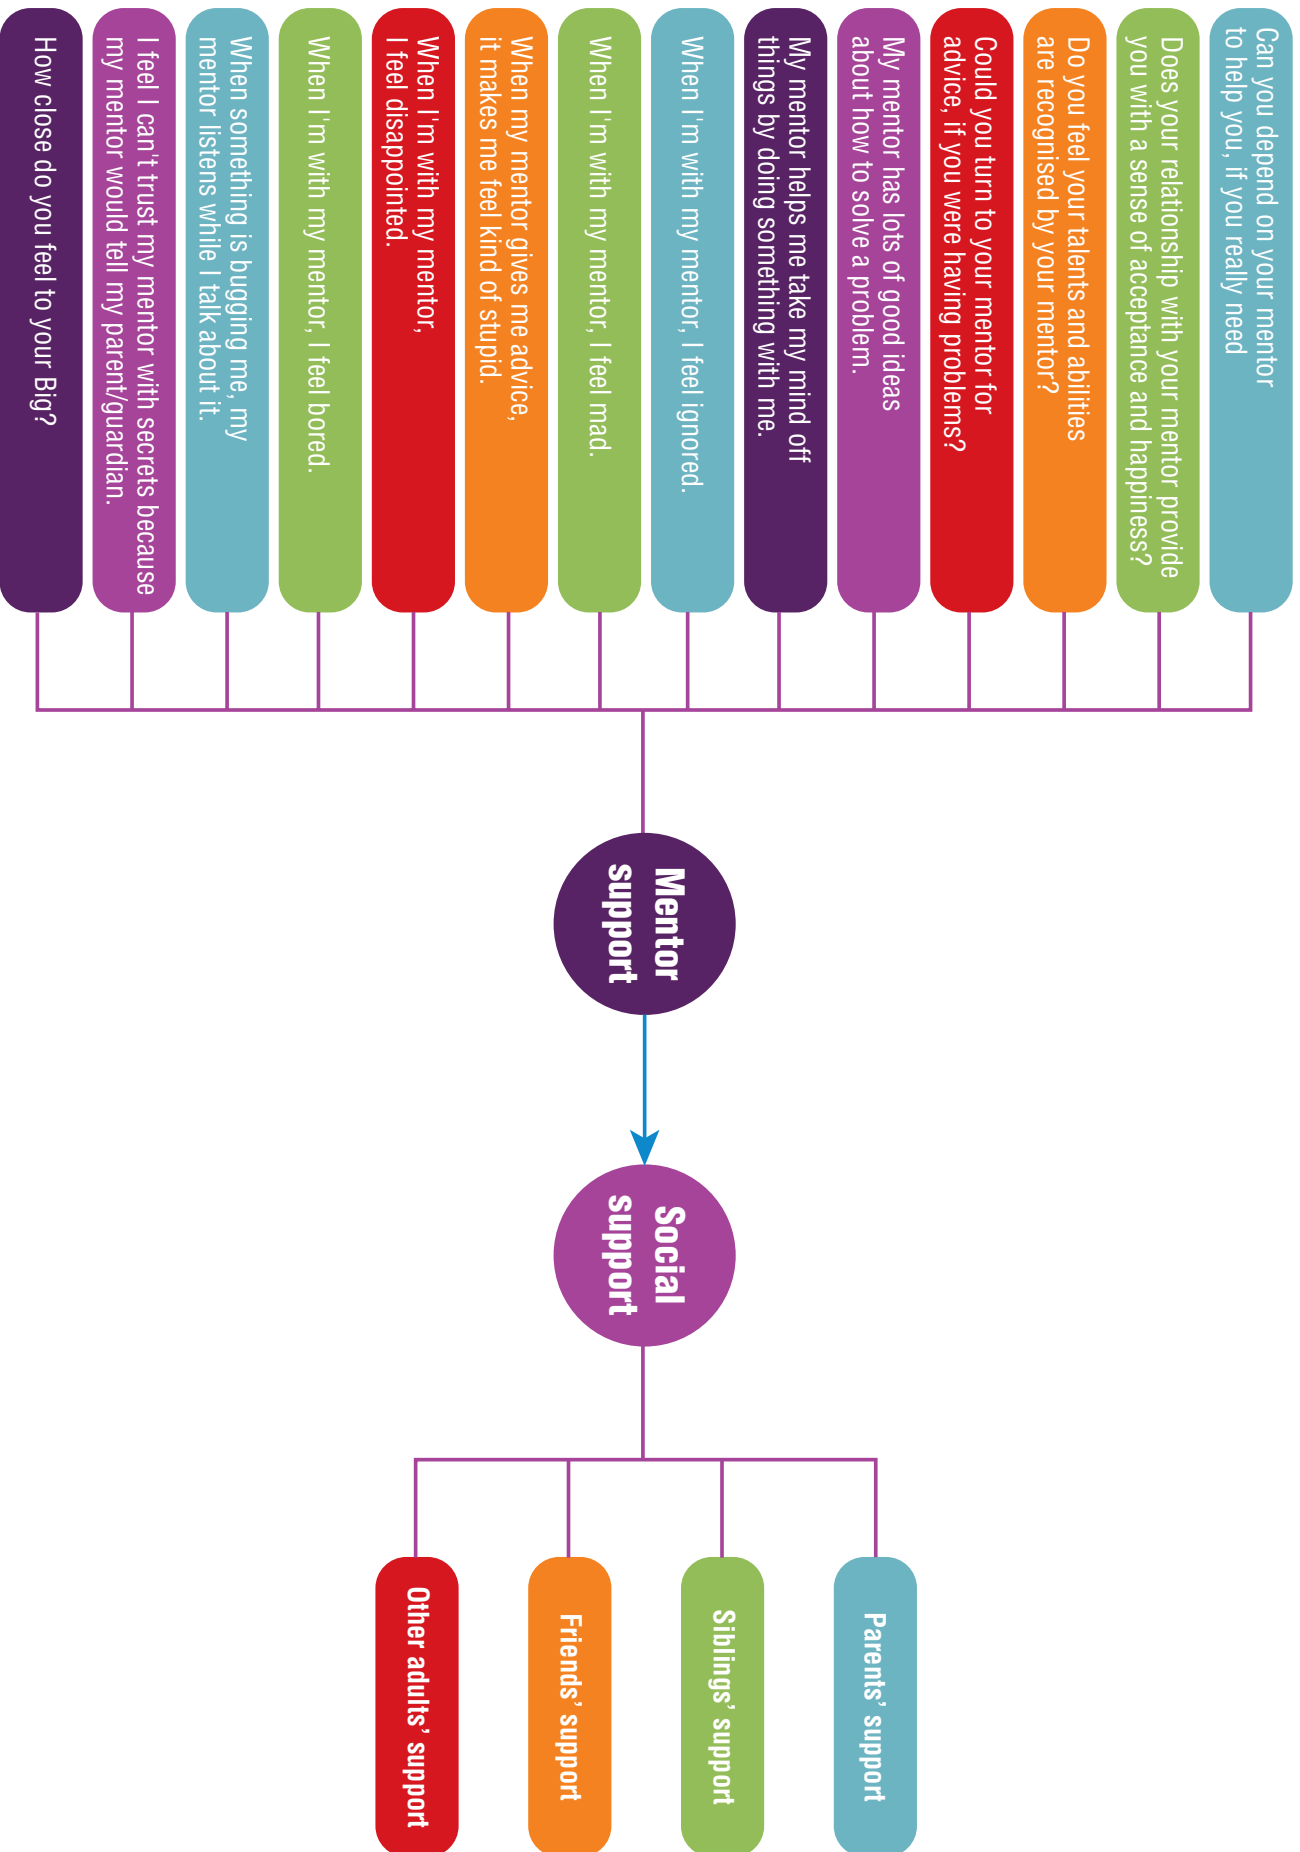 Can you depend on your mentor
to help you, if you really need
Does your relationship with your mentor provide
you with a sense of acceptance and happiness?
Do you feel your talents and abilities
are recognised by your mentor?
Could you turn to your mentor for
advice, if you were having problems?
My mentor has lots of good ideas
about how to solve a problem.
My mentor helps me take my mind off
things by doing something with me.
When I'm with my mentor, I feel ignored.
When I'm with my mentor, I feel mad.
When my mentor gives me advice,
it makes me feel kind of stupid.
When I'm with my mentor,
I feel disappointed.
When I'm with my mentor, I feel bored.
When something is bugging me, my
mentor listens while I talk about it.
I feel I can't trust my mentor with secrets because
my mentor would tell my parent/guardian.
How close do you feel to your Big?
Mentor
support
Social
support
Parents’ support
Siblings’ support
Friends’ support
Other adults’ support